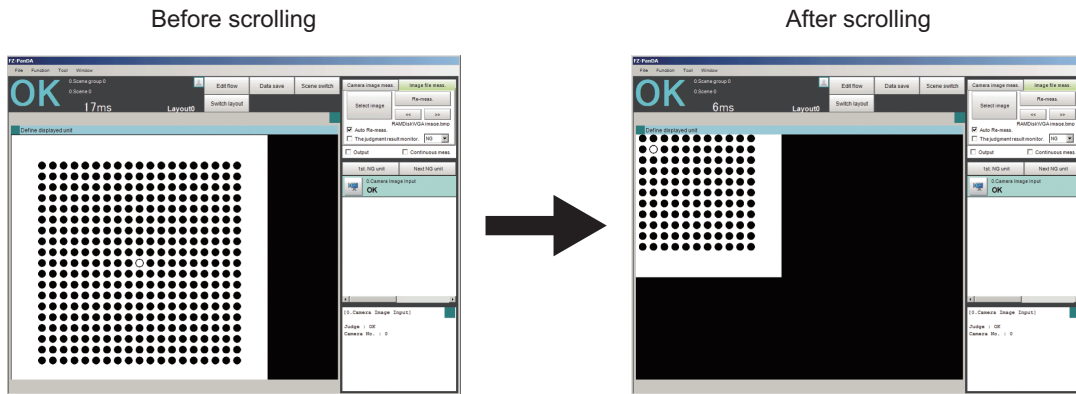 Before scrolling
After scrolling
FZ-PanDA
File Function Tool Window
OK
0.Scene group 0
0.Scene 0
17ms
Layout0
Edit flow
Data save
Scene switch
Switch layout
Define displayed unit
Camera image meas.
Image file meas.
Select image
Re-meas.
<< >>
RAMDisk\VGA image.bmp
Auto Re-meas.
The judgment result monitor. NG
Output
Continuous meas.
1st. NG unit
Next NG unit
0.Camera Image Input
OK
[0.Camera Image Input]
Judge : OK
Camera No. : 0
FZ-PanDA
File Function Tool Window
OK
0.Scene group 0
0.Scene 0
6ms
Layout0
Edit flow
Data save
Scene switch
Switch layout
Define displayed unit
Camera image meas.
Image file meas.
Select image
Re-meas.
<< >>
RAMDisk\VGA image.bmp
Auto Re-meas.
The judgment result monitor. NG
Output
Continuous meas.
1st. NG unit
Next NG unit
0.Camera Image Input
OK
[0.Camera Image Input]
Judge : OK
Camera No. : 0